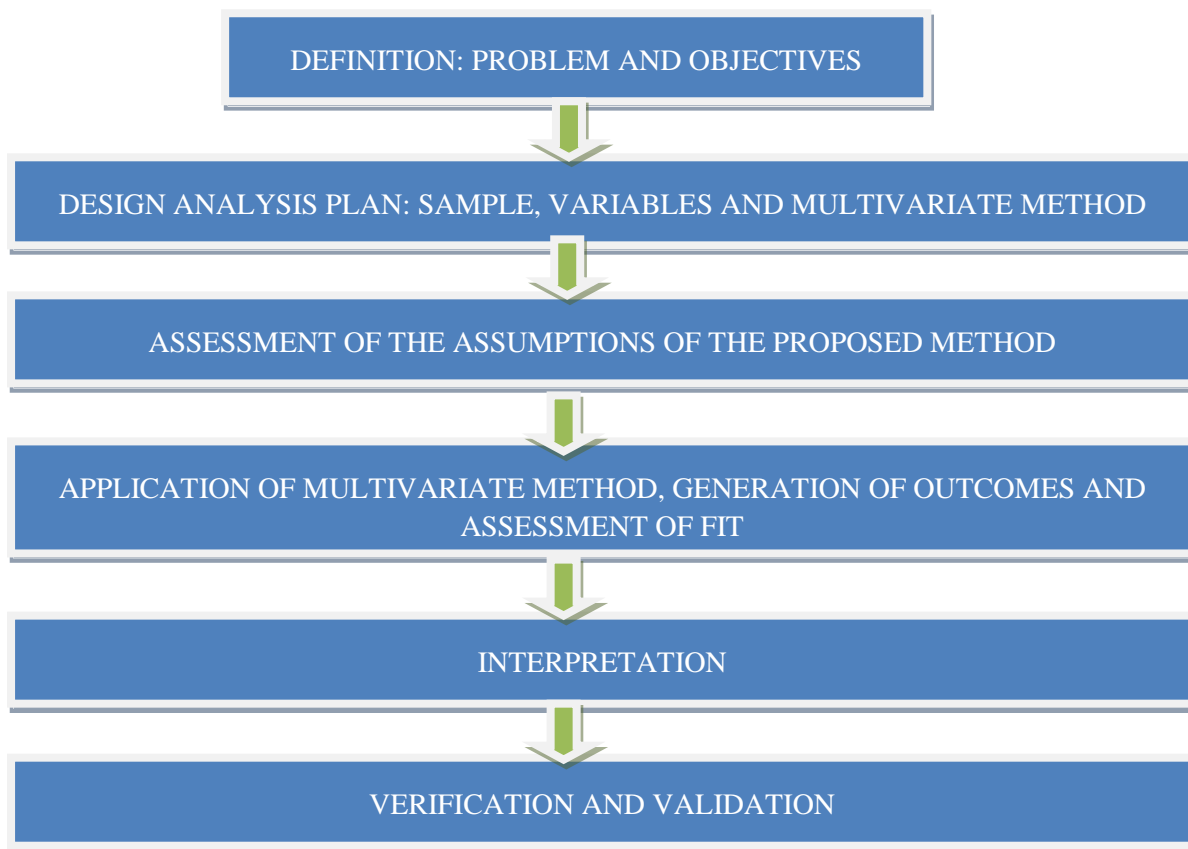 DEFINITION: PROBLEM AND OBJECTIVES
DESIGN ANALYSIS PLAN: SAMPLE, VARIABLES AND MULTIVARIATE METHOD
ASSESSMENT OF THE ASSUMPTIONS OF THE PROPOSED METHOD
APPLICATION OF MULTIVARIATE METHOD, GENERATION OF OUTCOMES AND
ASSESSMENT OF FIT
INTERPRETATION
VERIFICATION AND VALIDATION